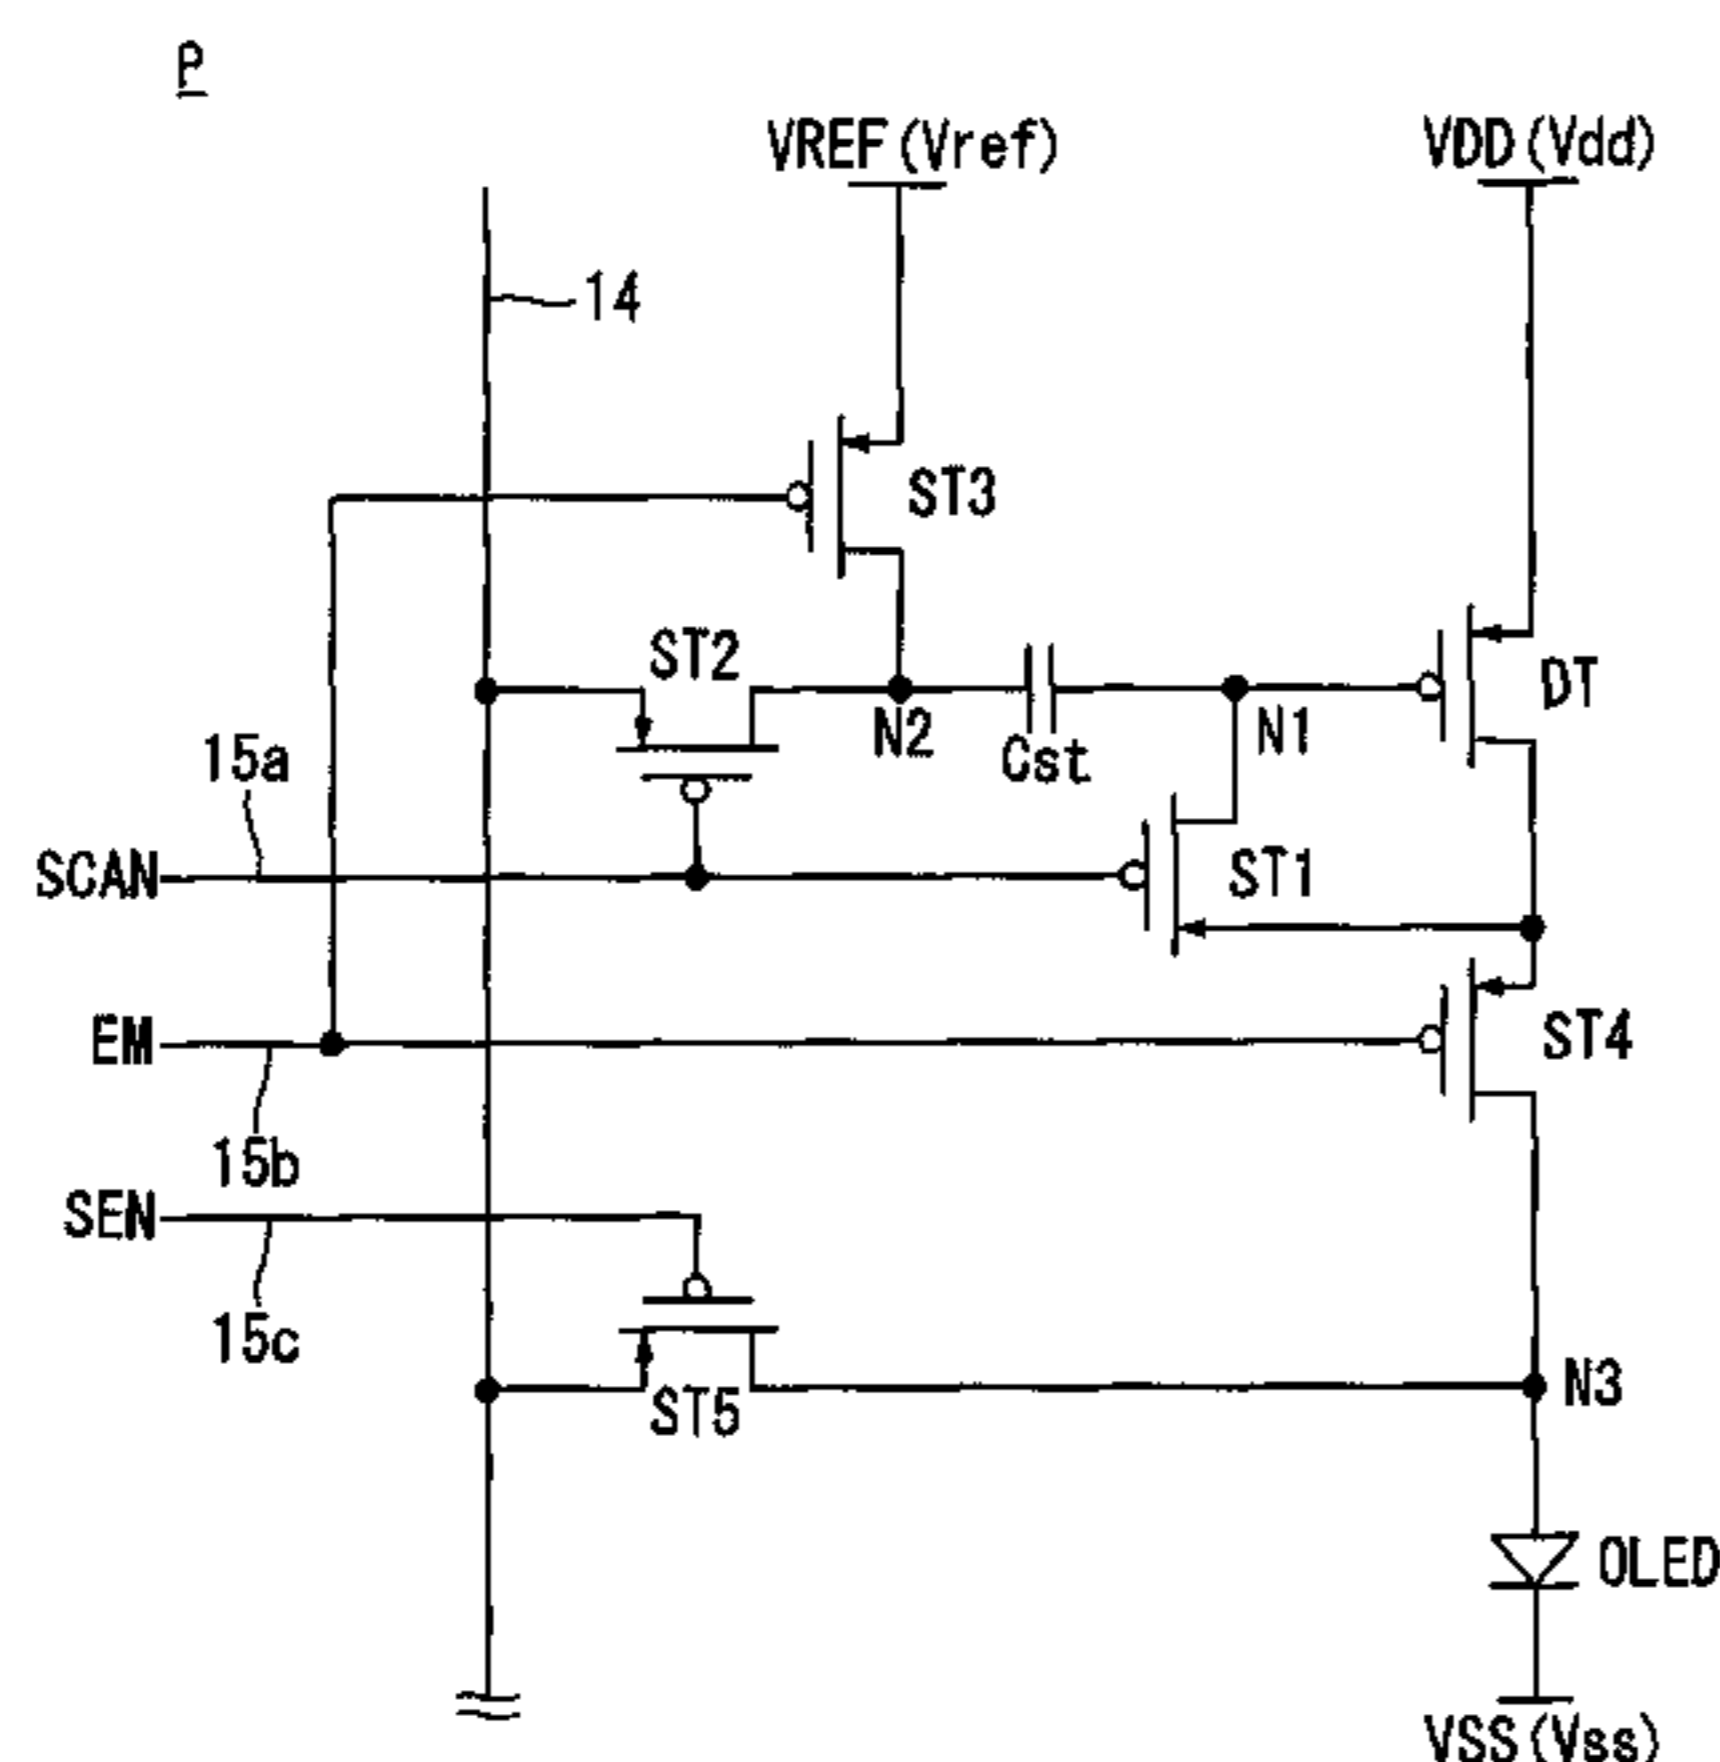 P
VREF(Vref)
VDD(Vdd)
14
ST3
ST2
DT
N2
N1
Cst
15a
SCAN
ST1
EM
ST4
15b
SEN
15c
ST5
N3
OLED
VSS(Vss)